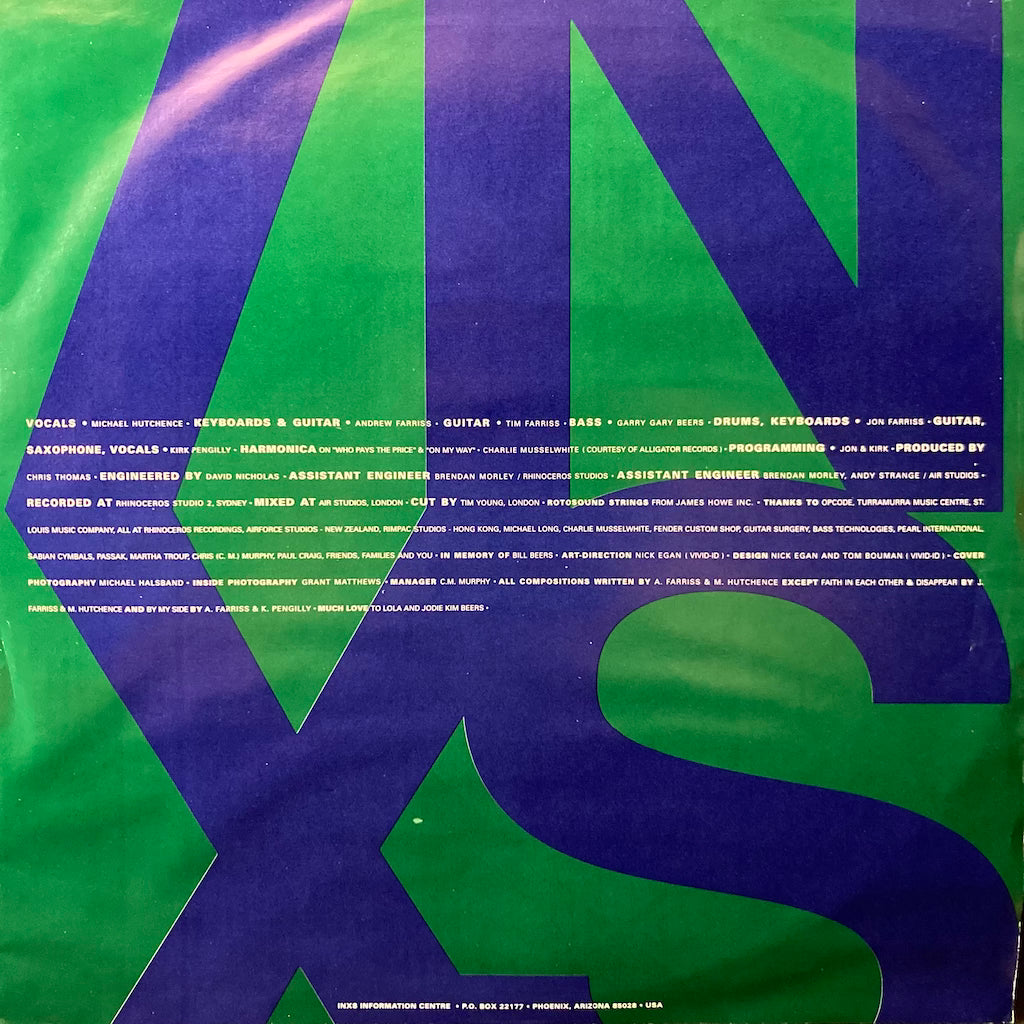 INXS
VOCALS • MICHAEL HUTCHENCE - KEYBOARDS & GUITAR • ANDREW FARRISS - GUITAR • TIM FARRISS - BASS • GARRY GARY BEERS - DRUMS, KEYBOARDS • JON FARRISS - GUITAR,
SAXOPHONE, VOCALS • KIRK PENGILLY - HARMONICA ON "WHO PAYS THE PRICE" & "ON MY WAY" - CHARLIE MUSSELWHITE ( COURTESY OF ALLIGATOR RECORDS ) - PROGRAMMING • JON & KIRK - PRODUCED BY
CHRIS THOMAS - ENGINEERED BY DAVID NICHOLAS - ASSISTANT ENGINEER BRENDAN MORLEY / RHINOCEROS STUDIOS - ASSISTANT ENGINEER BRENDAN MORLEY, ANDY STRANGE / AIR STUDIOS -
RECORDED AT RHINOCEROS STUDIO 2, SYDNEY - MIXED AT AIR STUDIOS, LONDON - CUT BY TIM YOUNG, LONDON - ROTOSOUND STRINGS FROM JAMES HOWE INC. - THANKS TO OPCODE, TURRAMURRA MUSIC CENTRE, ST.
LOUIS MUSIC COMPANY, ALL AT RHINOCEROS RECORDINGS, AIRFORCE STUDIOS - NEW ZEALAND, RIMPAC STUDIOS - HONG KONG, MICHAEL LONG, CHARLIE MUSSELWHITE, FENDER CUSTOM SHOP, GUITAR SURGERY, BASS TECHNOLOGIES, PEARL INTERNATIONAL,
SABIAN CYMBALS, PASSAK, MARTHA TROUP, CHRIS (C. M.) MURPHY, PAUL CRAIG, FRIENDS, FAMILIES AND YOU - IN MEMORY OF BILL BEERS - ART-DIRECTION NICK EGAN ( VIVID-ID ) - DESIGN NICK EGAN AND TOM BOUMAN ( VIVID-ID ) - COVER
PHOTOGRAPHY MICHAEL HALSBAND - INSIDE PHOTOGRAPHY GRANT MATTHEWS - MANAGER C.M. MURPHY - ALL COMPOSITIONS WRITTEN BY A. FARRISS & M. HUTCHENCE EXCEPT FAITH IN EACH OTHER & DISAPPEAR BY J.
FARRISS & M. HUTCHENCE AND BY MY SIDE BY A. FARRISS & K. PENGILLY - MUCH LOVE TO LOLA AND JODIE KIM BEERS -
INXS INFORMATION CENTRE • P.O. BOX 22177 • PHOENIX, ARIZONA 85028 • USA